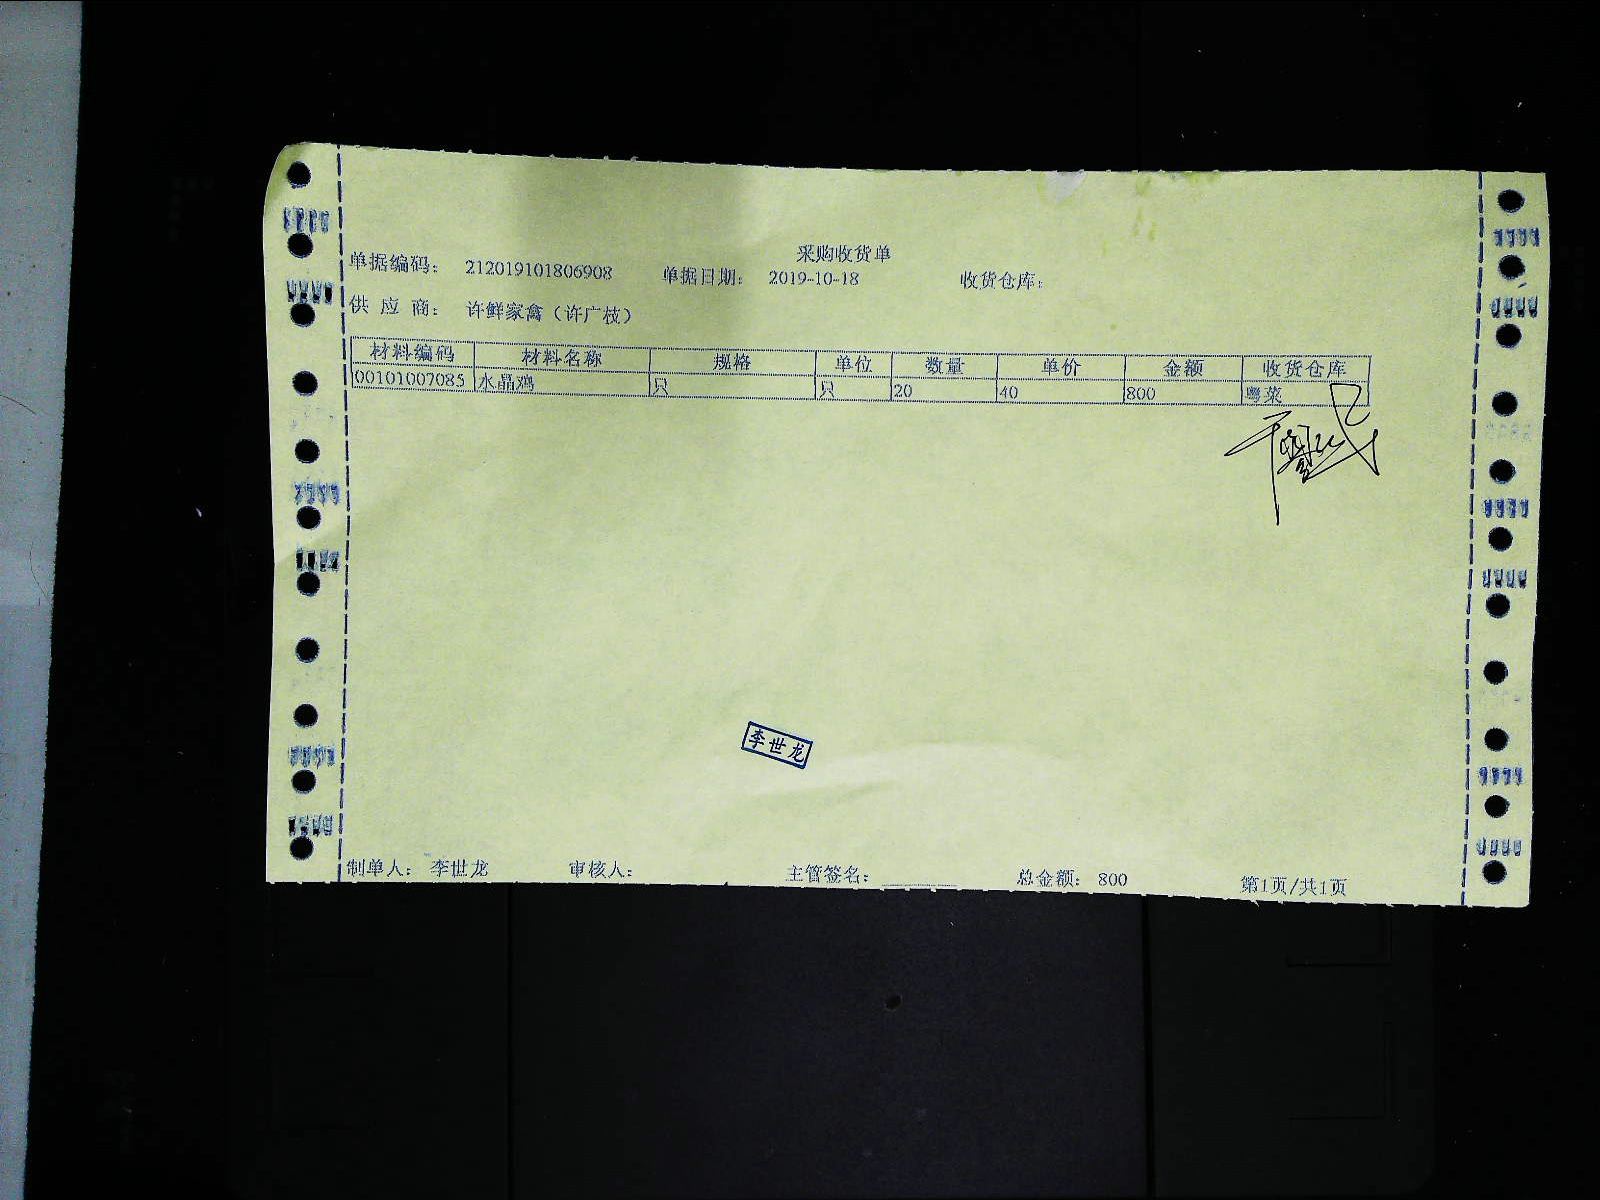 采购收货单
单据编码： 212019101806908 单据日期： 2019-10-18 收货仓库：
供 应 商： 许鲜家禽（许广枝）
材料编码 材料名称 规格 单位 数量 单价 金额 收货仓库
00101007085 水晶鸡 只 只 20 40 800 粤菜
李世龙
制单人： 李世龙 审核人： 主管签名： 总金额： 800 第1页/共1页